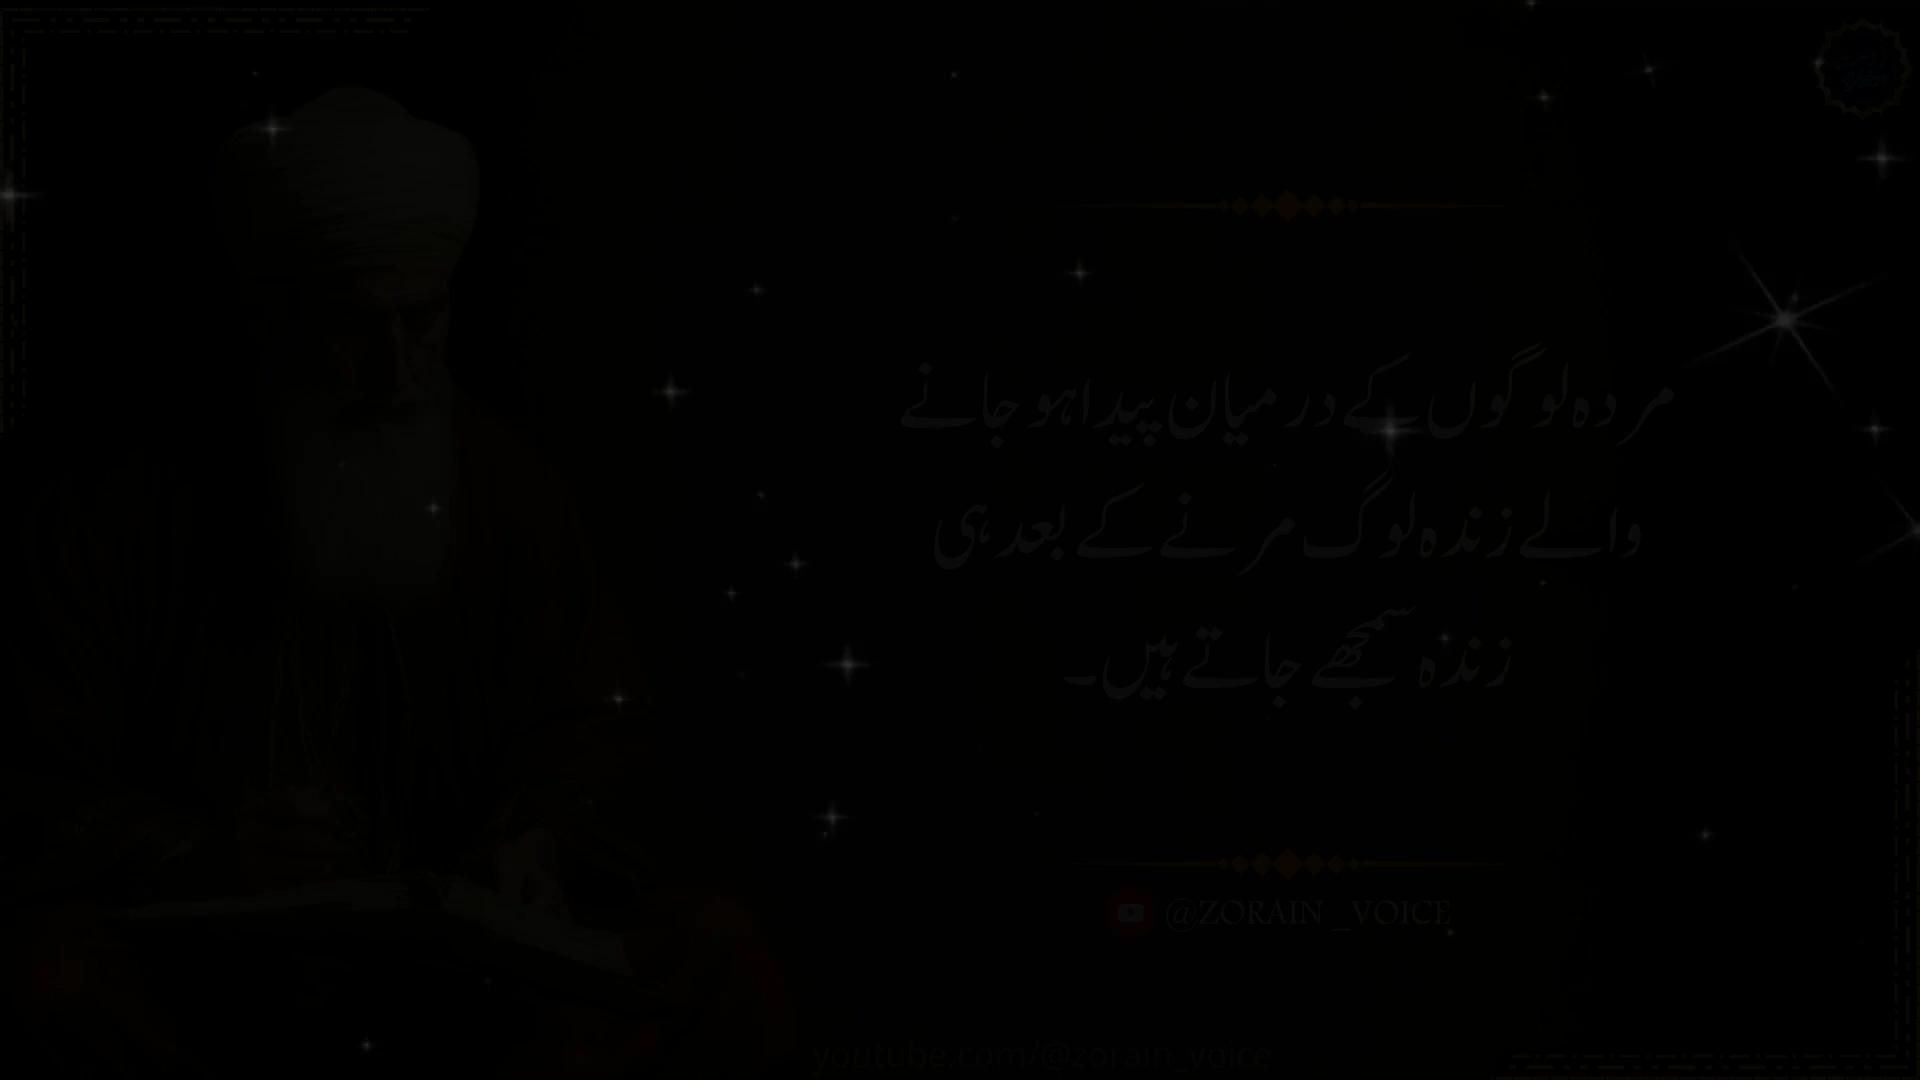 مردہ لوگوں کے درمیان پیدا ہو جانے
والے زندہ لوگ مرنے کے بعد ہی
زندہ سمجھے جاتے ہیں۔
@ZORAIN_VOICE
youtube.com/@zorain_voice